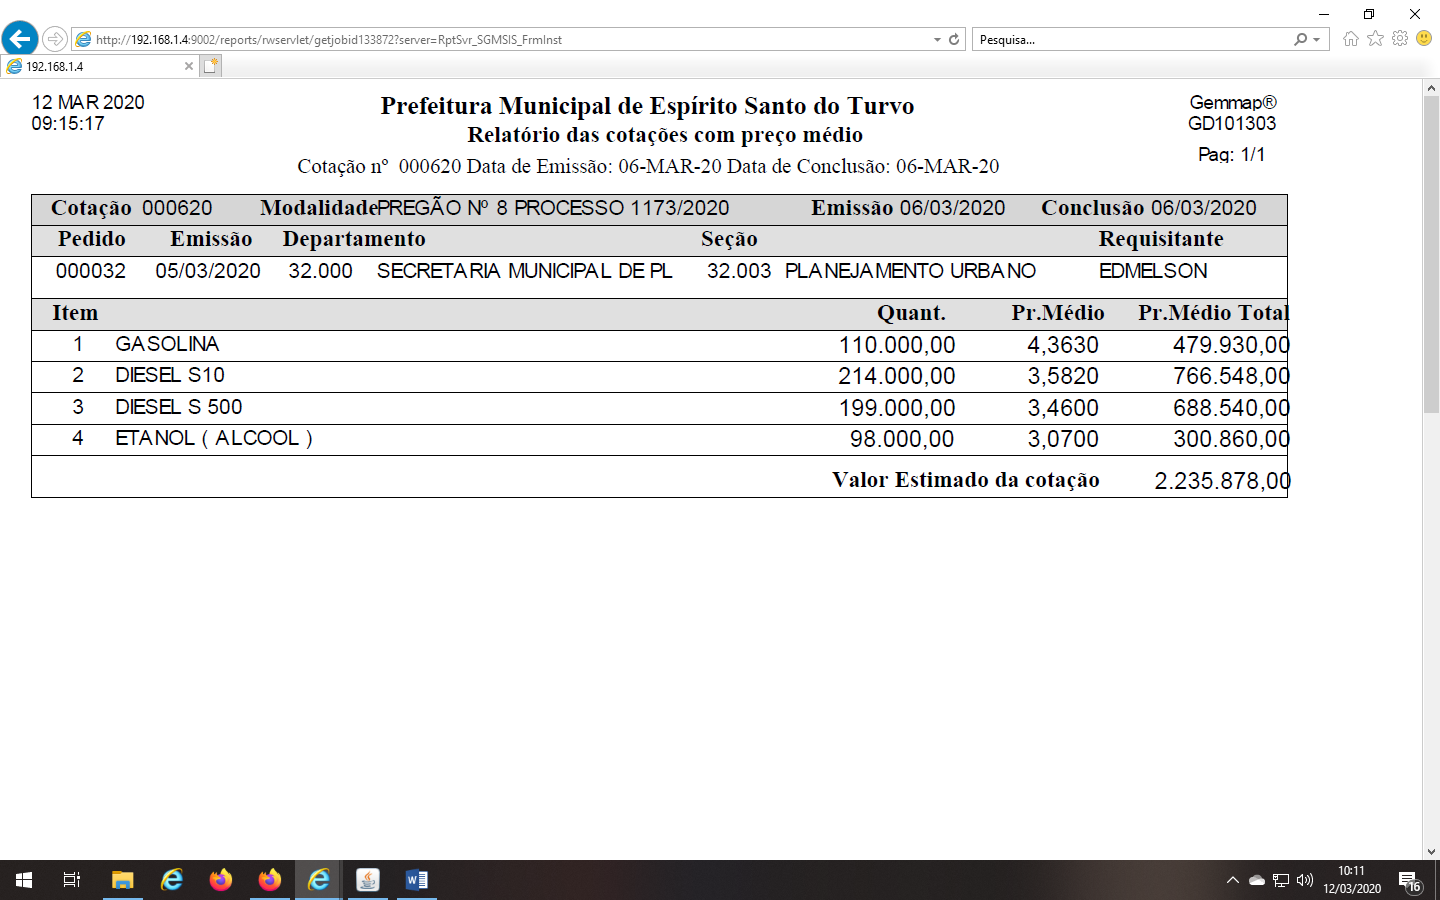 http://192.168.1.4:9002/reports/rwservlet/getjobid133872?server=RptSvr_SGMSIS_FrmInst
Pesquisa...
192.168.1.4
12 MAR 2020
09:15:17
Prefeitura Municipal de Espírito Santo do Turvo
Relatório das cotações com preço médio
Cotação nº 000620 Data de Emissão: 06-MAR-20 Data de Conclusão: 06-MAR-20
Gemmap®
GD101303
Pag: 1/1
Cotação 000620 Modalidade PREGÃO Nº 8 PROCESSO 1173/2020 Emissão 06/03/2020 Conclusão 06/03/2020
Pedido Emissão Departamento Seção Requisitante
000032 05/03/2020 32.000 SECRETARIA MUNICIPAL DE PL 32.003 PLANEJAMENTO URBANO EDMELSON
Item Quant. Pr.Médio Pr.Médio Total
1 GASOLINA 110.000,00 4,3630 479.930,00
2 DIESEL S10 214.000,00 3,5820 766.548,00
3 DIESEL S 500 199.000,00 3,4600 688.540,00
4 ETANOL ( ALCOOL ) 98.000,00 3,0700 300.860,00
Valor Estimado da cotação 2.235.878,00
10:11
12/03/2020
16